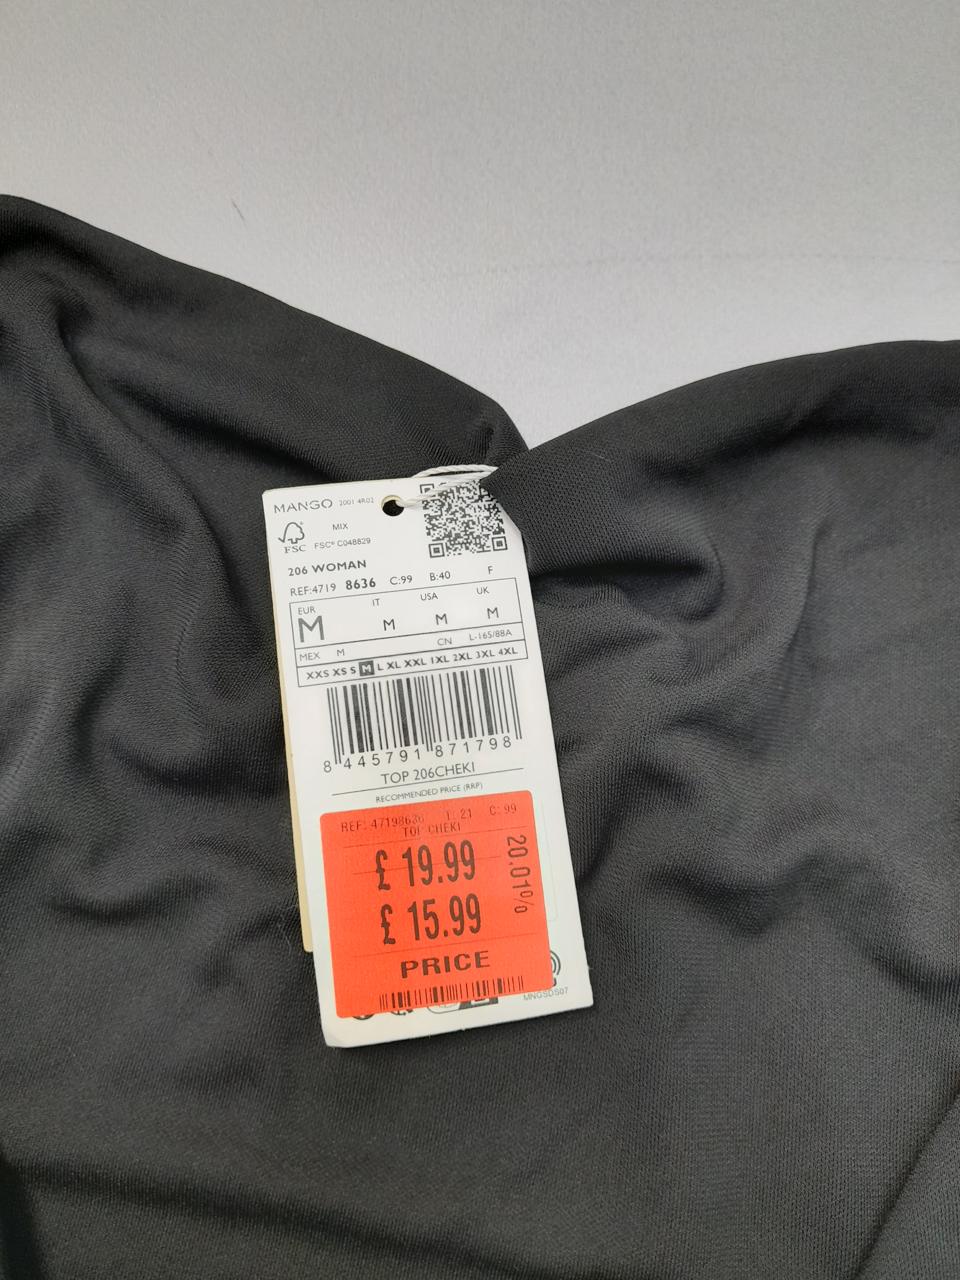 MANGO 2001 4R02
MIX
FSC® C048829
FSC
206 WOMAN
REF:4719 8636 C:99 B:40 F
EUR IT USA UK
M M M M
MEX M CN L-165/88A
XXS XS S M L XL XXL 1XL 2XL 3XL 4XL
8 445791 871798
TOP 206CHEKI
RECOMMENDED PRICE (RRP)
REF: 47198636 T: 21 C: 99
TOP CHEKI
£ 19.99
20.01%
£ 15.99
PRICE
MNGSDS07